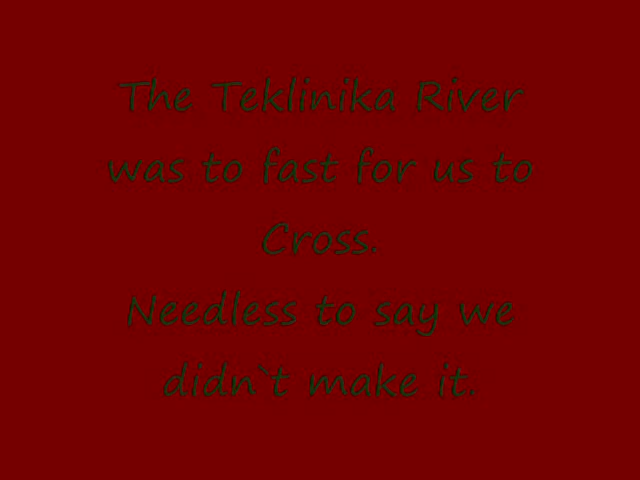 The Teklinika River
was to fast for us to
Cross.
Needless to say we
didn`t make it.